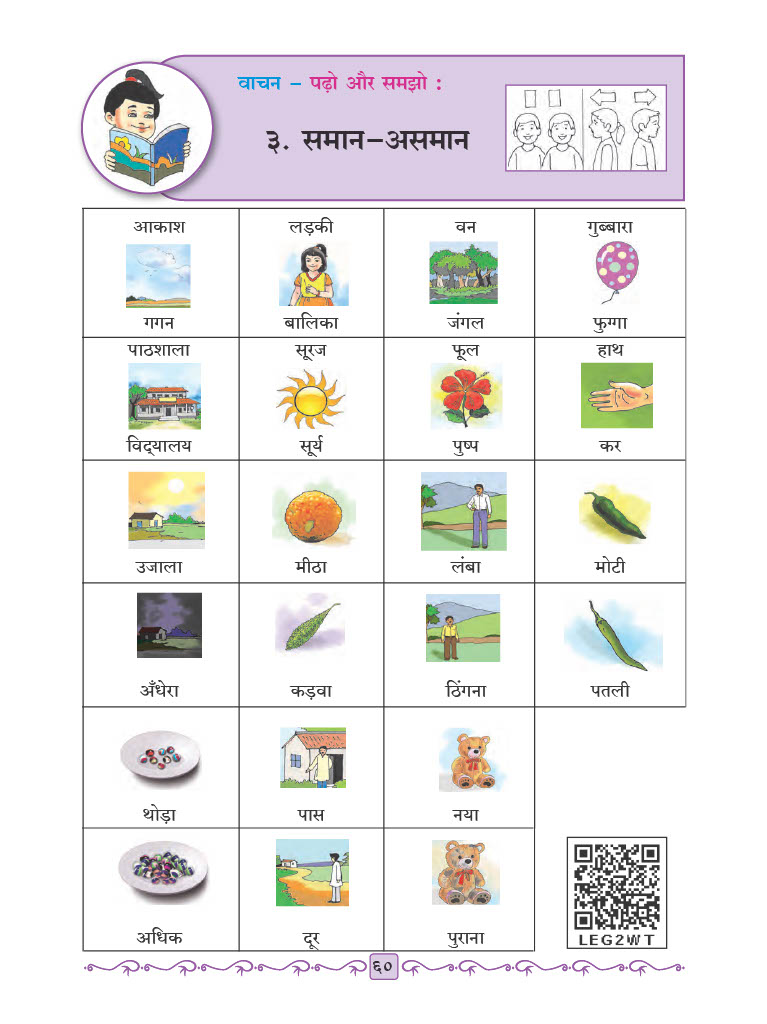 वाचन – पढ़ो और समझो :
३. समान–असमान
आकाश लड़की वन गुब्बारा
गगन बालिका जंगल फुग्गा
पाठशाला सूरज फूल हाथ
विद्‌यालय सूर्य पुष्प कर
उजाला मीठा लंबा मोटी
अँधेरा कड़वा ठिंगना पतली
थोड़ा पास नया
अधिक दूर पुराना
LEG2WT
६०